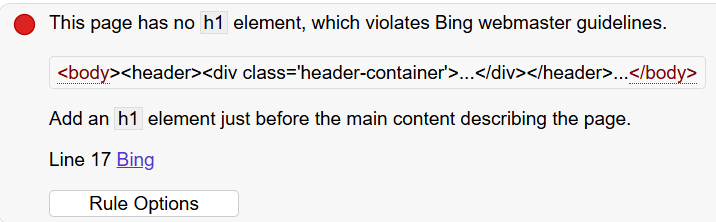 This page has no h1 element, which violates Bing webmaster guidelines.
<body><header><div class='header-container'>...</div></header>...</body>
Add an h1 element just before the main content describing the page.
Line 17 Bing
Rule Options